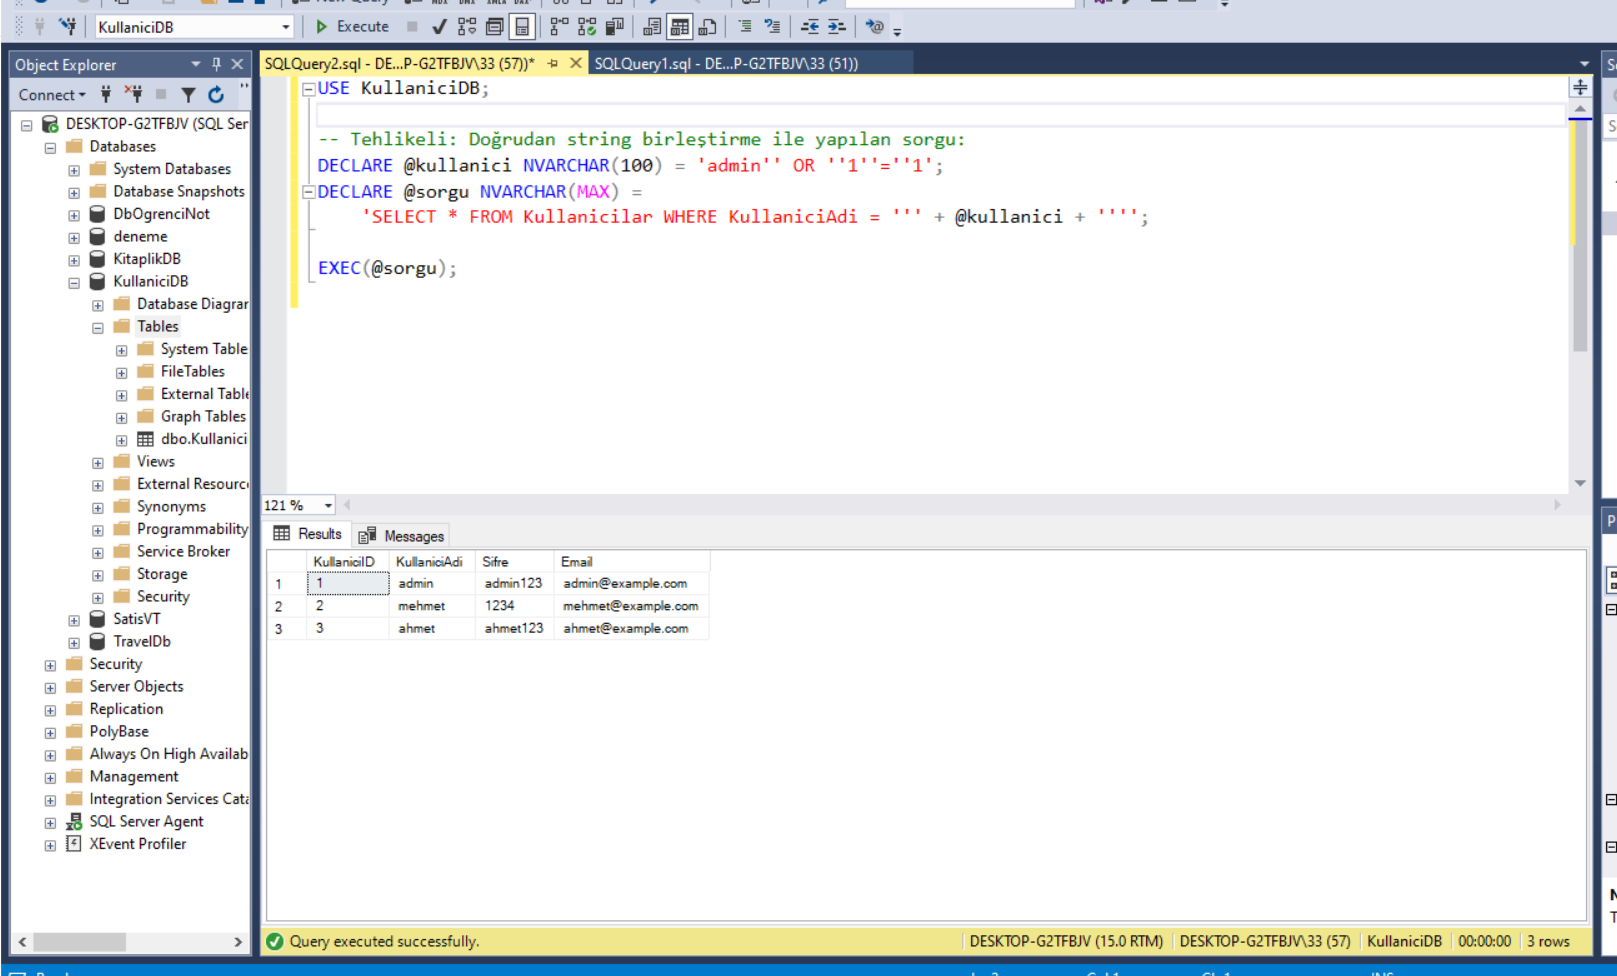 KullaniciDB
Execute
Object Explorer
SQLQuery2.sql - DE...P-G2TFBJV\33 (57))*
SQLQuery1.sql - DE...P-G2TFBJV\33 (51))
Connect
DESKTOP-G2TFBJV (SQL Ser
Databases
System Databases
Database Snapshots
DbOgrenciNot
deneme
KitaplikDB
KullaniciDB
Database Diagrar
Tables
System Table
FileTables
External Table
Graph Tables
dbo.Kullanici
Views
External Resource
Synonyms
Programmability
Service Broker
Storage
Security
SatisVT
TravelDb
Security
Server Objects
Replication
PolyBase
Always On High Availab
Management
Integration Services Cata
SQL Server Agent
XEvent Profiler
USE KullaniciDB;
-- Tehlikeli: Doğrudan string birleştirme ile yapılan sorgu:
DECLARE @kullanici NVARCHAR(100) = 'admin'' OR ''1''=''1';
DECLARE @sorgu NVARCHAR(MAX) =
'SELECT * FROM Kullanicilar WHERE KullaniciAdi = ''' + @kullanici + '''';
EXEC(@sorgu);
121 %
Results Messages
KullaniciID KullaniciAdi Sifre Email
1 1 admin admin123 admin@example.com
2 2 mehmet 1234 mehmet@example.com
3 3 ahmet ahmet123 ahmet@example.com
Query executed successfully.
DESKTOP-G2TFBJV (15.0 RTM) DESKTOP-G2TFBJV\33 (57) KullaniciDB 00:00:00 3 rows